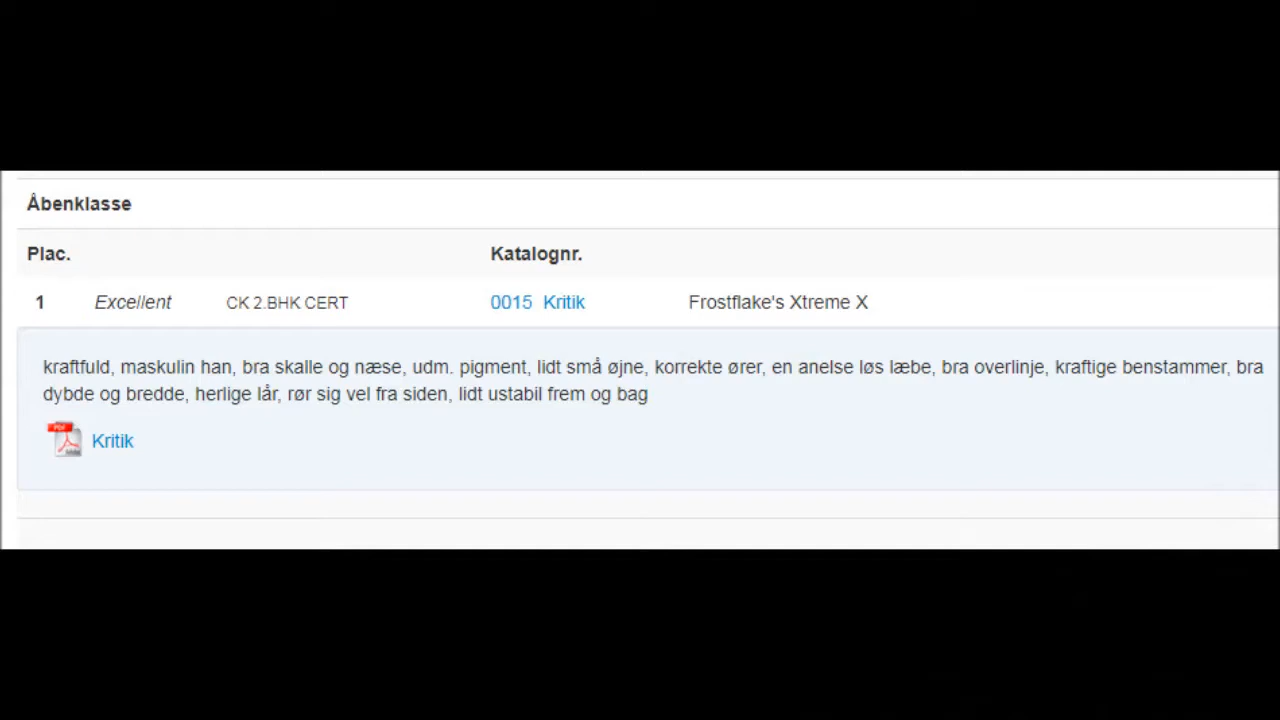 Åbenklasse
Plac. Katalognr.
1 Excellent CK 2.BHK CERT 0015 Kritik Frostflake's Xtreme X
kraftfuld, maskulin han, bra skalle og næse, udm. pigment, lidt små øjne, korrekte ører, en anelse løs læbe, bra overlinje, kraftige benstammer, bra
dybde og bredde, herlige lår, rør sig vel fra siden, lidt ustabil frem og bag
PDF Kritik